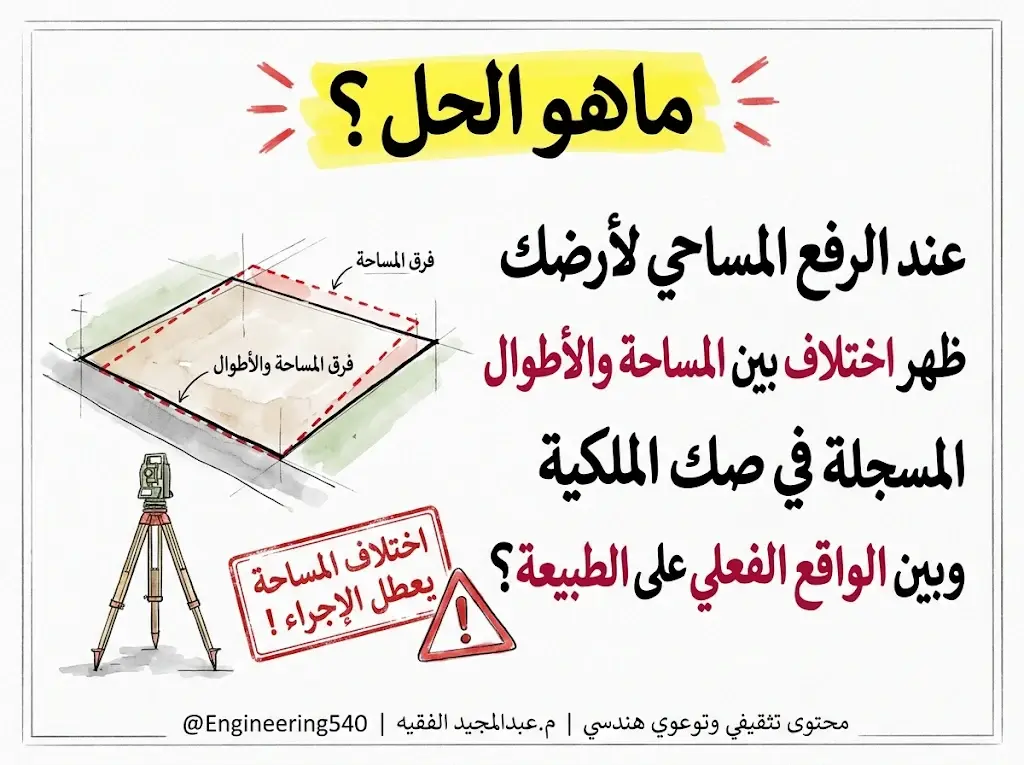 ماهو الحل ؟
عند الرفع المساحي لأرضك
ظهر اختلاف بين المساحة والأطوال
المسجلة في صك الملكية
وبين الواقع الفعلي على الطبيعة ؟
فرق المساحة
فرق المساحة والأطوال
اختلاف المساحة
يعطل الإجراء !
!
محتوى تثقيفي وتوعوي هندسي | م.عبدالمجيد الفقيه | @Engineering540